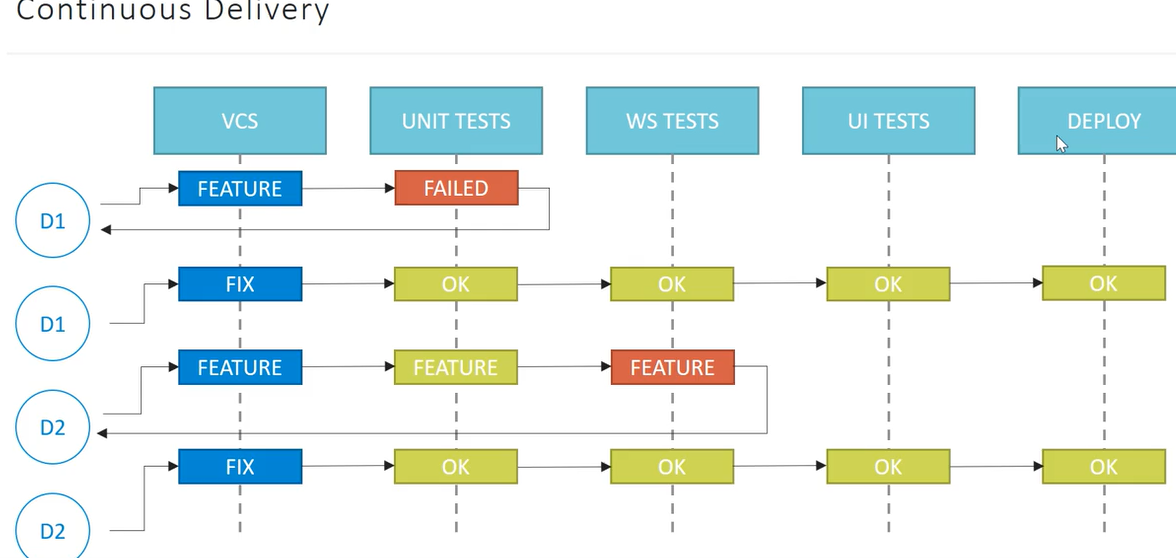 Continuous Delivery
VCS
UNIT TESTS
WS TESTS
UI TESTS
DEPLOY
D1
FEATURE
FAILED
D1
FIX
OK
OK
OK
OK
D2
FEATURE
FEATURE
FEATURE
D2
FIX
OK
OK
OK
OK